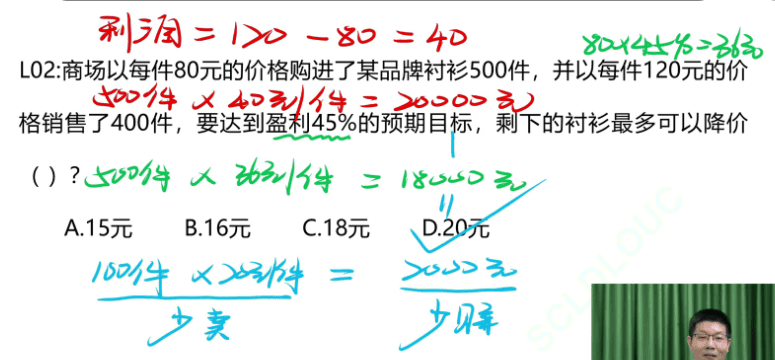 利润 = 120 - 80 = 40
80×45%=36元
L02:商场以每件80元的价格购进了某品牌衬衫500件，并以每件120元的价
500件 × 40元/件 = 20000元
格销售了400件，要达到盈利45%的预期目标，剩下的衬衫最多可以降价
（ ）？
500件 × 36元/件 = 18000元
A.15元 B.16元 C.18元 D.20元
100件 × 20元/件 = 2000元
少卖 少赚
SCLDLOUC